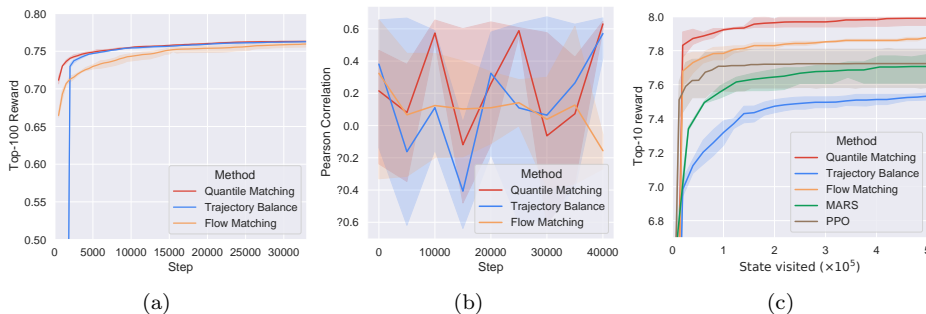 Top-100 Reward
0.80
0.75
0.70
0.65
0.60
0.55
0.50
0
5000
10000
15000
20000
25000
30000
Step
Method
Quantile Matching
Trajectory Balance
Flow Matching
(a)
Pearson Correlation
0.6
0.4
0.2
0.0
70.2
70.4
70.6
0
10000
20000
30000
40000
Step
Method
Quantile Matching
Trajectory Balance
Flow Matching
(b)
Top-10 reward
8.0
7.8
7.6
7.4
7.2
7.0
6.8
0
1
2
3
4
5
State visited (×10⁵)
Method
Quantile Matching
Trajectory Balance
Flow Matching
MARS
PPO
(c)